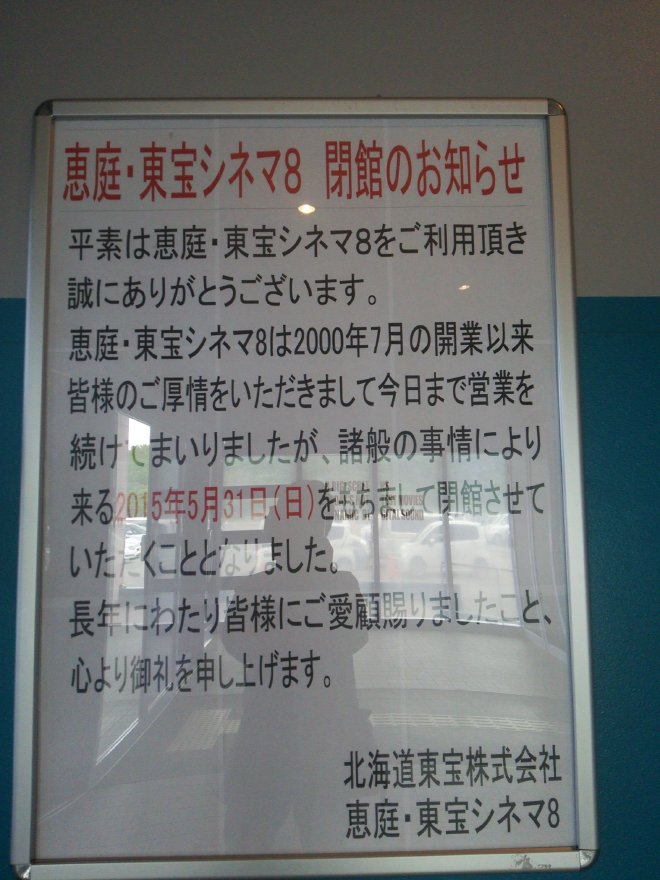 恵庭・東宝シネマ8 閉館のお知らせ
平素は恵庭・東宝シネマ8をご利用頂き
誠にありがとうございます。
恵庭・東宝シネマ8は2000年7月の開業以来
皆様のご厚情をいただきまして今日まで営業を
続けてまいりましたが、諸般の事情により
来る2015年5月31日(日)を持ちまして閉館させて
いただくこととなりました。
長年にわたり皆様にご愛顧賜りましたこと、
心より御礼を申し上げます。
北海道東宝株式会社
恵庭・東宝シネマ8